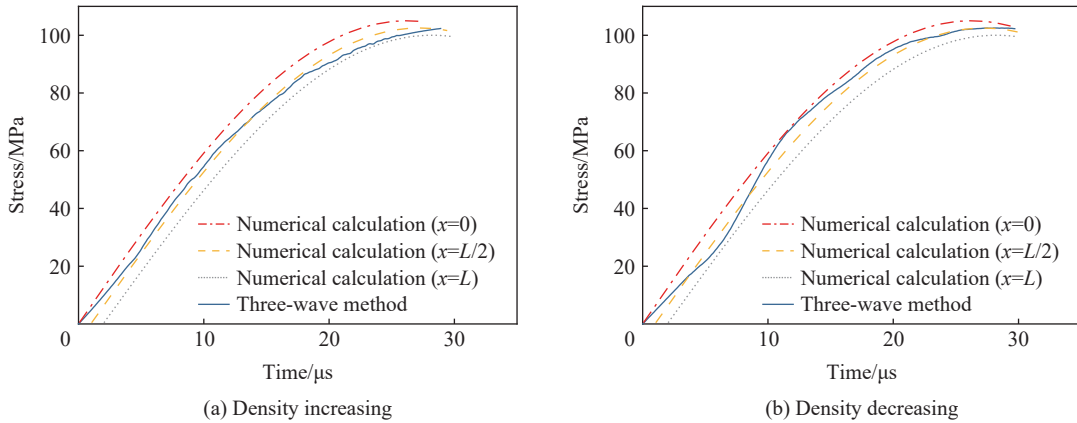 100
80
60
40
20
0
10
20
30
Stress/MPa
Time/μs
Numerical calculation (x=0)
Numerical calculation (x=L/2)
Numerical calculation (x=L)
Three-wave method
(a) Density increasing
100
80
60
40
20
0
10
20
30
Stress/MPa
Time/μs
Numerical calculation (x=0)
Numerical calculation (x=L/2)
Numerical calculation (x=L)
Three-wave method
(b) Density decreasing